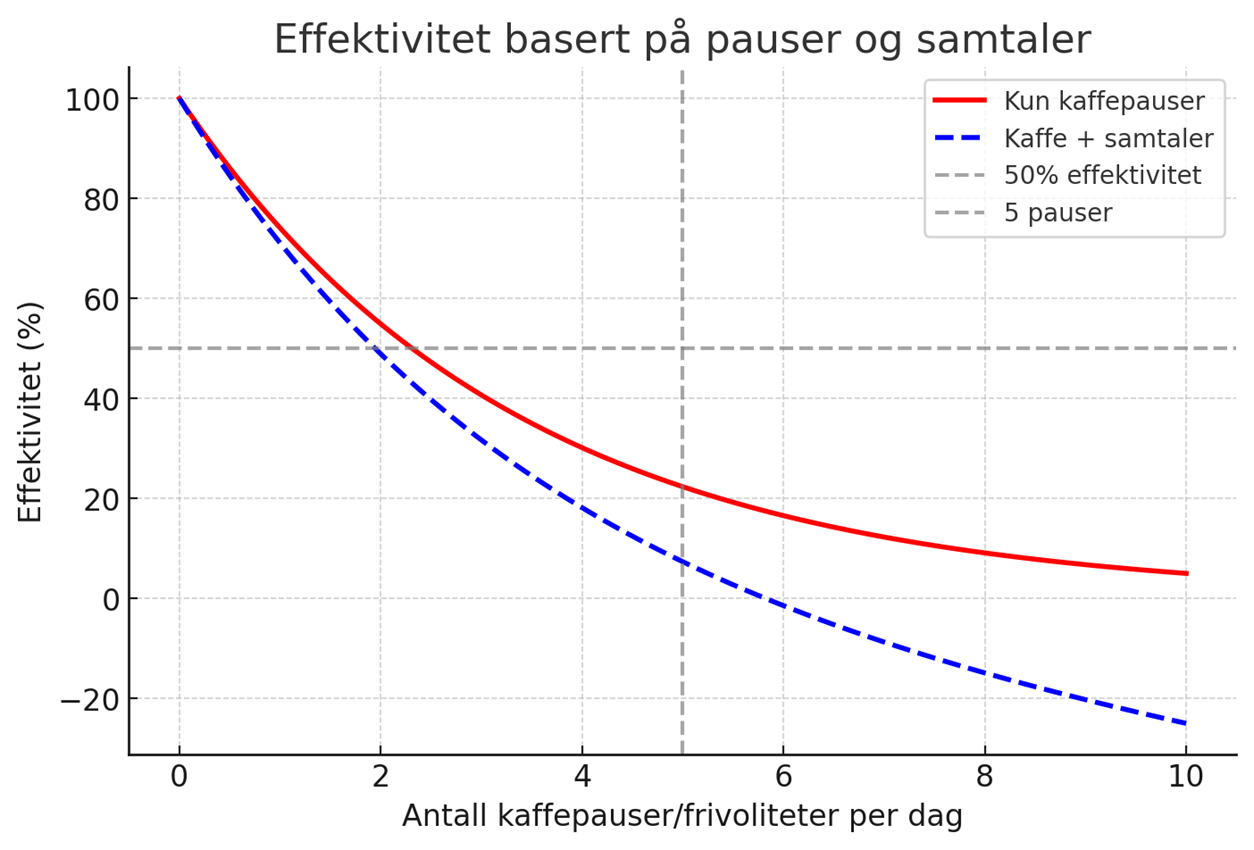 Effektivitet basert på pauser og samtaler
Kun kaffepauser
Kaffe + samtaler
50% effektivitet
5 pauser
Effektivitet (%)
100
80
60
40
20
0
−20
0 2 4 6 8 10
Antall kaffepauser/frivoliteter per dag